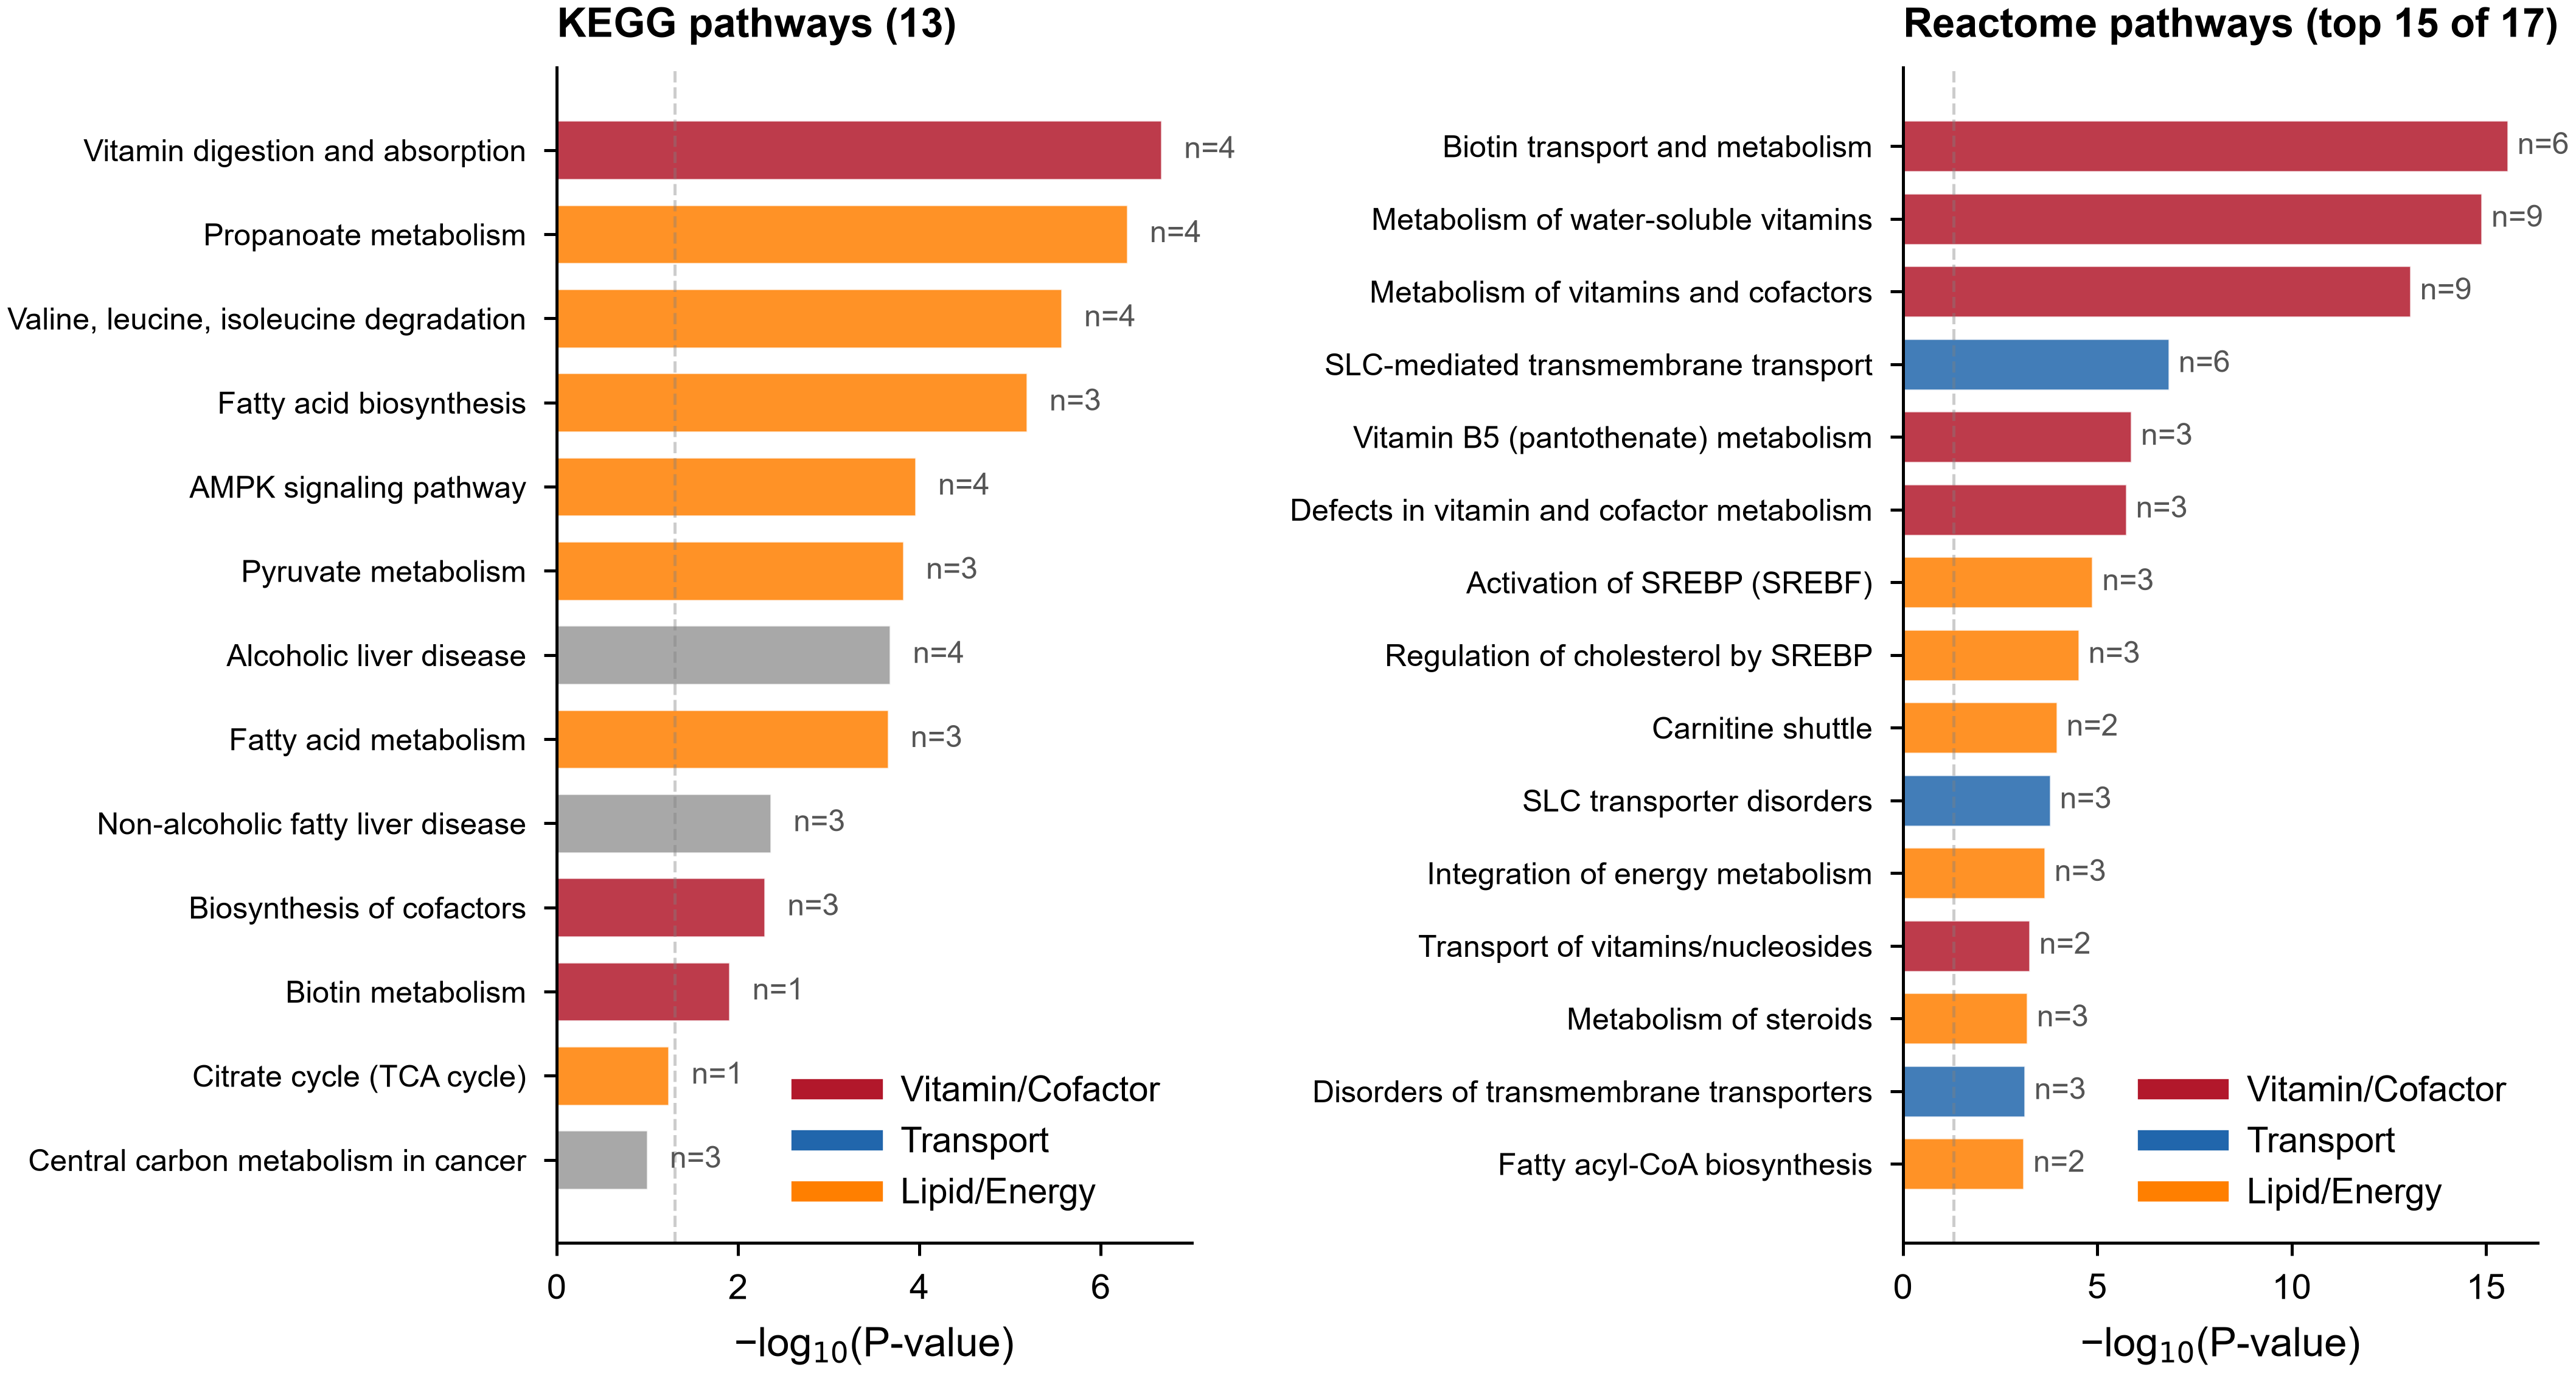 KEGG pathways (13)
Vitamin digestion and absorption
n=4
Propanoate metabolism
n=4
Valine, leucine, isoleucine degradation
n=4
Fatty acid biosynthesis
n=3
AMPK signaling pathway
n=4
Pyruvate metabolism
n=3
Alcoholic liver disease
n=4
Fatty acid metabolism
n=3
Non-alcoholic fatty liver disease
n=3
Biosynthesis of cofactors
n=3
Biotin metabolism
n=1
Citrate cycle (TCA cycle)
n=1
Central carbon metabolism in cancer
n=3
Vitamin/Cofactor
Transport
Lipid/Energy
0 2 4 6
−log₁₀(P-value)
Reactome pathways (top 15 of 17)
Biotin transport and metabolism
n=6
Metabolism of water-soluble vitamins
n=9
Metabolism of vitamins and cofactors
n=9
SLC-mediated transmembrane transport
n=6
Vitamin B5 (pantothenate) metabolism
n=3
Defects in vitamin and cofactor metabolism
n=3
Activation of SREBP (SREBF)
n=3
Regulation of cholesterol by SREBP
n=3
Carnitine shuttle
n=2
SLC transporter disorders
n=3
Integration of energy metabolism
n=3
Transport of vitamins/nucleosides
n=2
Metabolism of steroids
n=3
Disorders of transmembrane transporters
n=3
Fatty acyl-CoA biosynthesis
n=2
Vitamin/Cofactor
Transport
Lipid/Energy
0 5 10 15
−log₁₀(P-value)